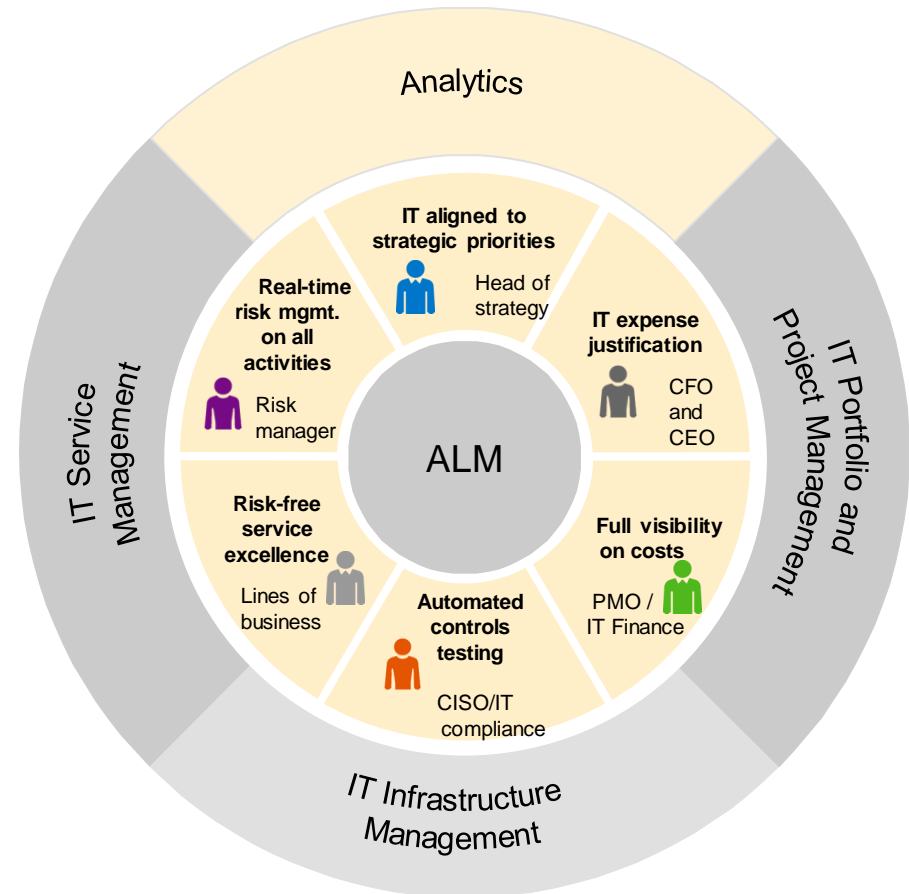 Analytics
IT aligned to
strategic priorities
Head of
strategy
Real-time
risk mgmt.
on all
activities
Risk
manager
IT expense
justification
CFO
and
CEO
IT Service
Management
ALM
IT Portfolio and
Project Management
Risk-free
service
excellence
Lines of
business
Full visibility
on costs
PMO /
IT Finance
Automated
controls
testing
CISO/IT
compliance
IT Infrastructure
Management